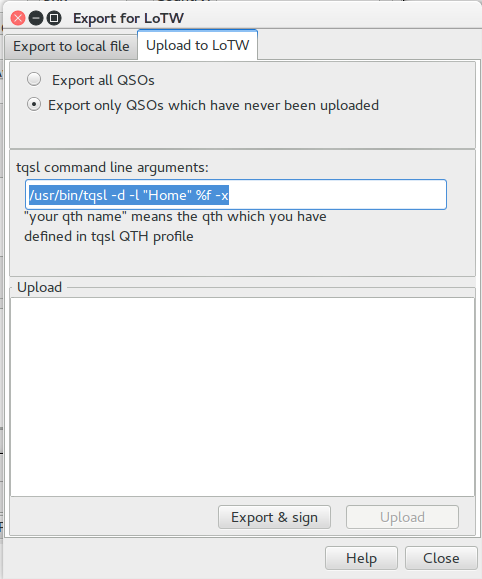 Export for LoTW
Export to local file
Upload to LoTW
Export all QSOs
Export only QSOs which have never been uploaded
tqsl command line arguments:
/usr/bin/tqsl -d -l "Home" %f -x
"your qth name" means the qth which you have
defined in tqsl QTH profile
Upload
Export & sign
Upload
Help
Close